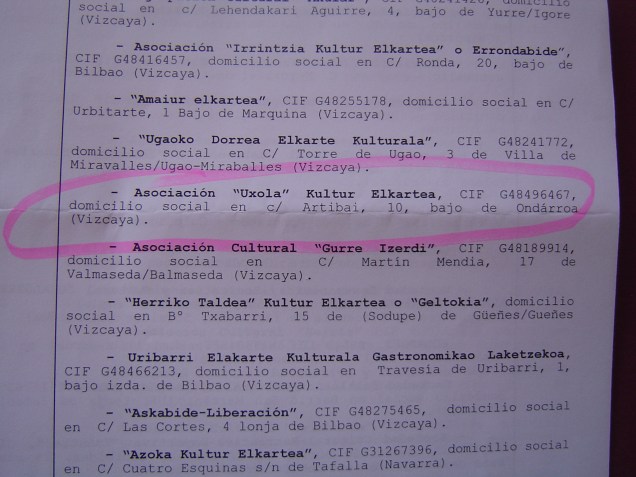 social en c/ Lehendakari Aguirre, 4, bajo de Yurre/Igore
(Vizcaya).
- Asociación "Irrintzia Kultur Elkartea" o Errondabide",
CIF G48416457, domicilio social en C/ Ronda, 20, bajo de
Bilbao (Vizcaya).
- "Amaiur elkartea", CIF G48255178, domicilio social en C/
Urbitarte, 1 Bajo de Marquina (Vizcaya).
- "Ugaoko Dorrea Elkarte Kulturala", CIF G48241772,
domicilio social en C/ Torre de Ugao, 3 de Villa de
Miravalles/Ugao-Miraballes (Vizcaya).
- Asociación "Uxola" Kultur Elkartea, CIF G48496467,
domicilio social en c/ Artibai, 10, bajo de Ondárroa
(Vizcaya).
- Asociación Cultural "Gurre Izerdi", CIF G48189914,
domicilio social en C/ Martín Mendia, 17 de
Valmaseda/Balmaseda (Vizcaya).
- "Herriko Taldea" Kultur Elkartea o "Geltokia", domicilio
social en Bº Txabarri, 15 de (Sodupe) de Güeñes/Gueñes
(Vizcaya).
- Uribarri Elakarte Kulturala Gastronomikao Laketzekoa,
CIF G48466213, domicilio social en Travesia de Uribarri, 1,
bajo izda. de Bilbao (Vizcaya).
- "Askabide-Liberación", CIF G48275465, domicilio social
en C/ Las Cortes, 4 lonja de Bilbao (Vizcaya).
- "Azoka Kultur Elkartea", CIF G31267396, domicilio social
en C/ Cuatro Esquinas s/n de Tafalla (Navarra).